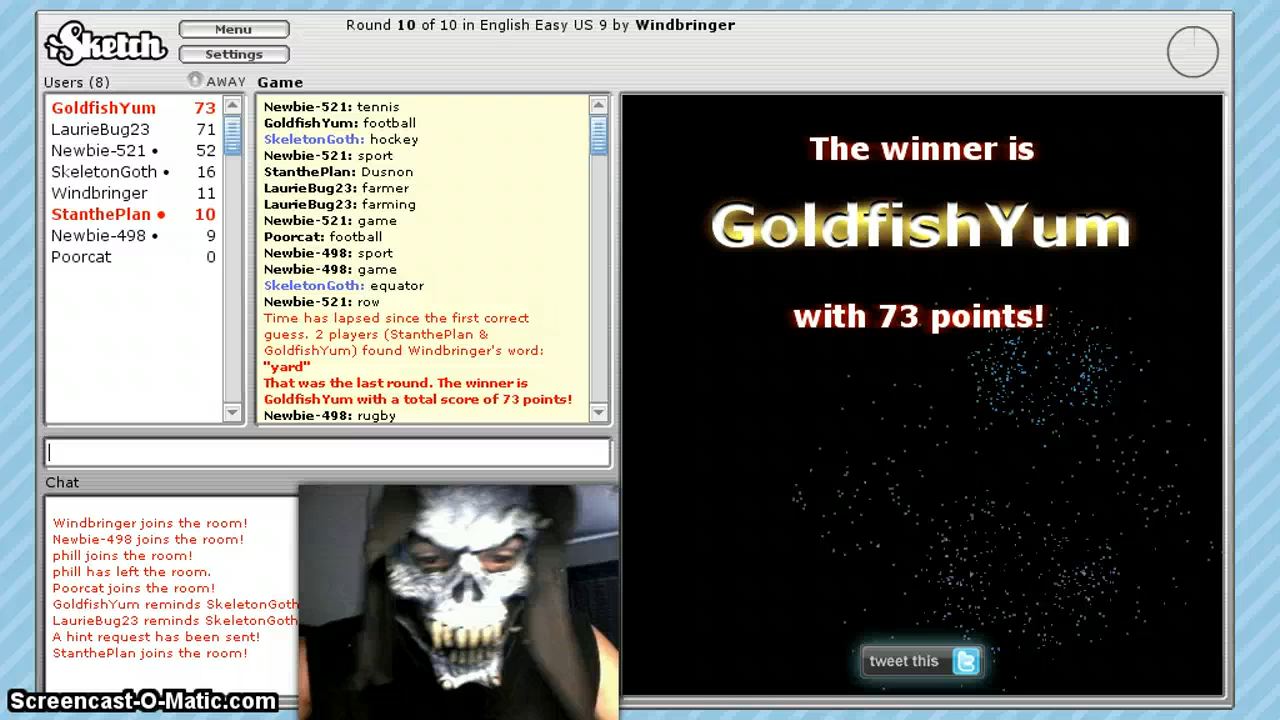 iSketch
Menu
Settings
Round 10 of 10 in English Easy US 9 by Windbringer
Users (8)
AWAY
Game
GoldfishYum 73
LaurieBug23 71
Newbie-521 • 52
SkeletonGoth • 16
Windbringer 11
StanthePlan • 10
Newbie-498 • 9
Poorcat 0
Newbie-521: tennis
GoldfishYum: football
SkeletonGoth: hockey
Newbie-521: sport
StanthePlan: Dusnon
LaurieBug23: farmer
LaurieBug23: farming
Newbie-521: game
Poorcat: football
Newbie-498: sport
Newbie-498: game
SkeletonGoth: equator
Newbie-521: row
Time has lapsed since the first correct
guess. 2 players (StanthePlan &
GoldfishYum) found Windbringer's word:
"yard"
That was the last round. The winner is
GoldfishYum with a total score of 73 points!
Newbie-498: rugby
The winner is
GoldfishYum
with 73 points!
tweet this
Chat
Windbringer joins the room!
Newbie-498 joins the room!
phill joins the room!
phill has left the room.
Poorcat joins the room!
GoldfishYum reminds SkeletonGoth
LaurieBug23 reminds SkeletonGoth
A hint request has been sent!
StanthePlan joins the room!
Screencast-O-Matic.com